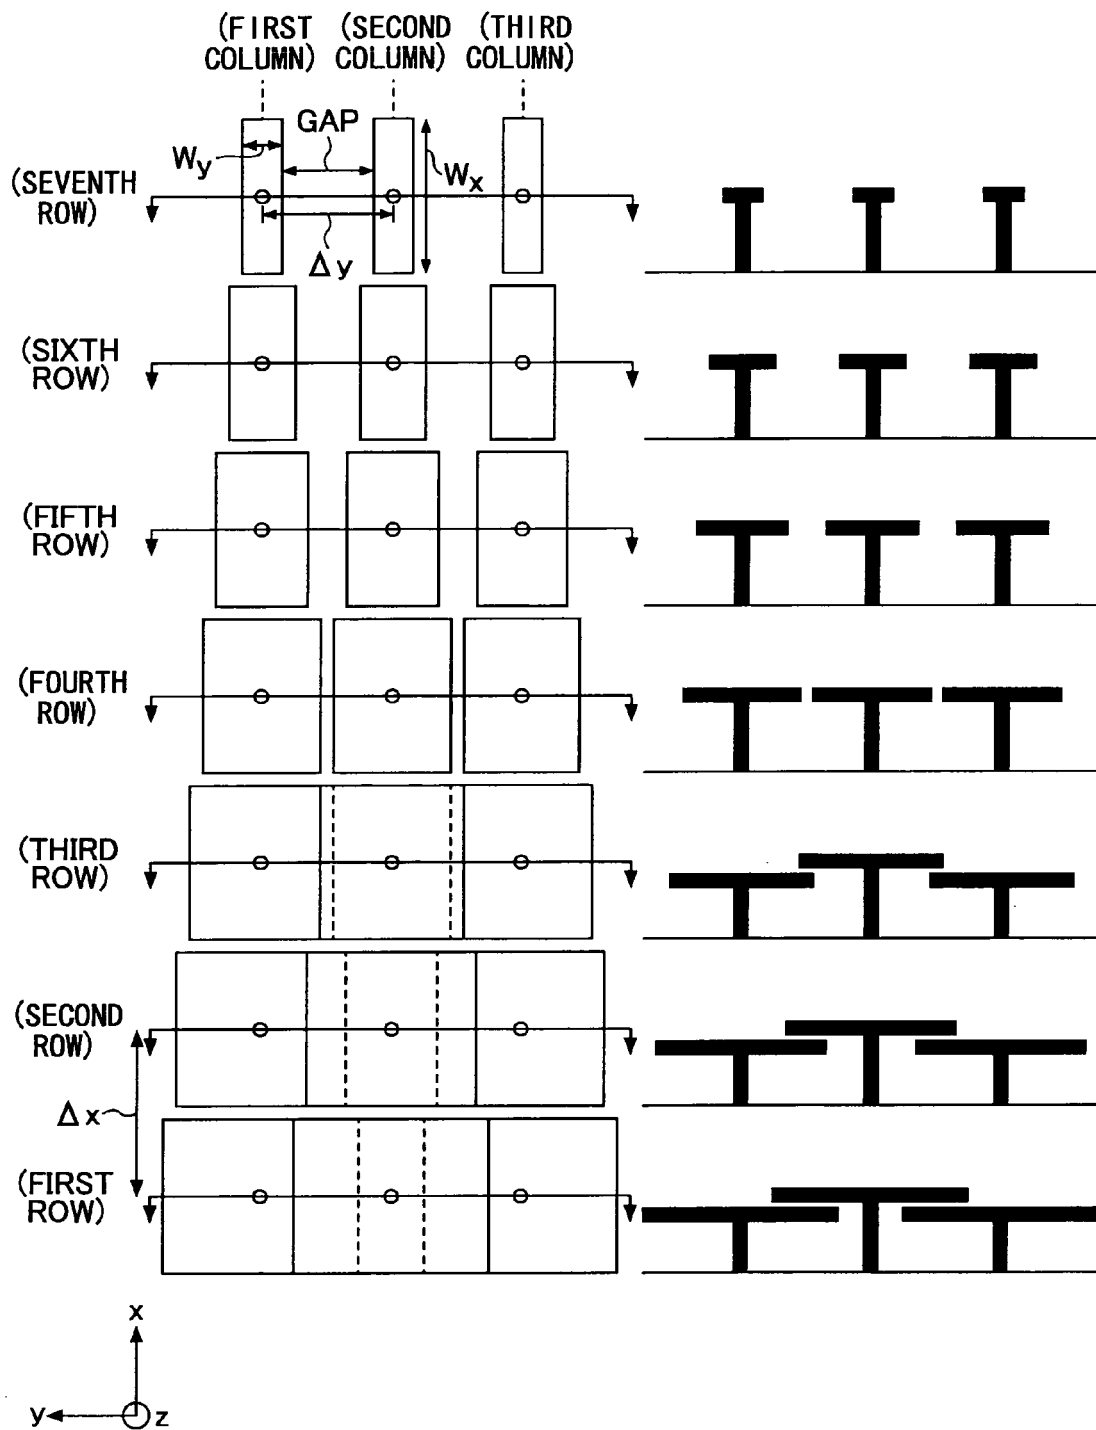 (FIRST COLUMN)
(SECOND COLUMN)
(THIRD COLUMN)
GAP
Wy
Wx
(SEVENTH ROW)
Δy
(SIXTH ROW)
(FIFTH ROW)
(FOURTH ROW)
(THIRD ROW)
(SECOND ROW)
Δx
(FIRST ROW)
x
y
z